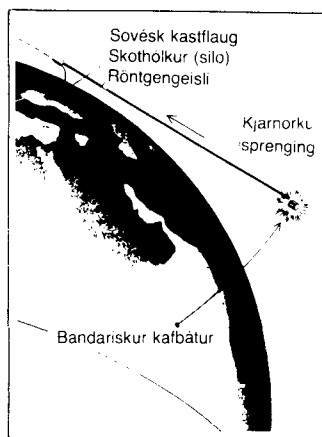 Sovésk kastflaug
Skothólkur (silo)
Röntgengeisli
Kjarnorku
sprenging
Bandarískur kafbátur